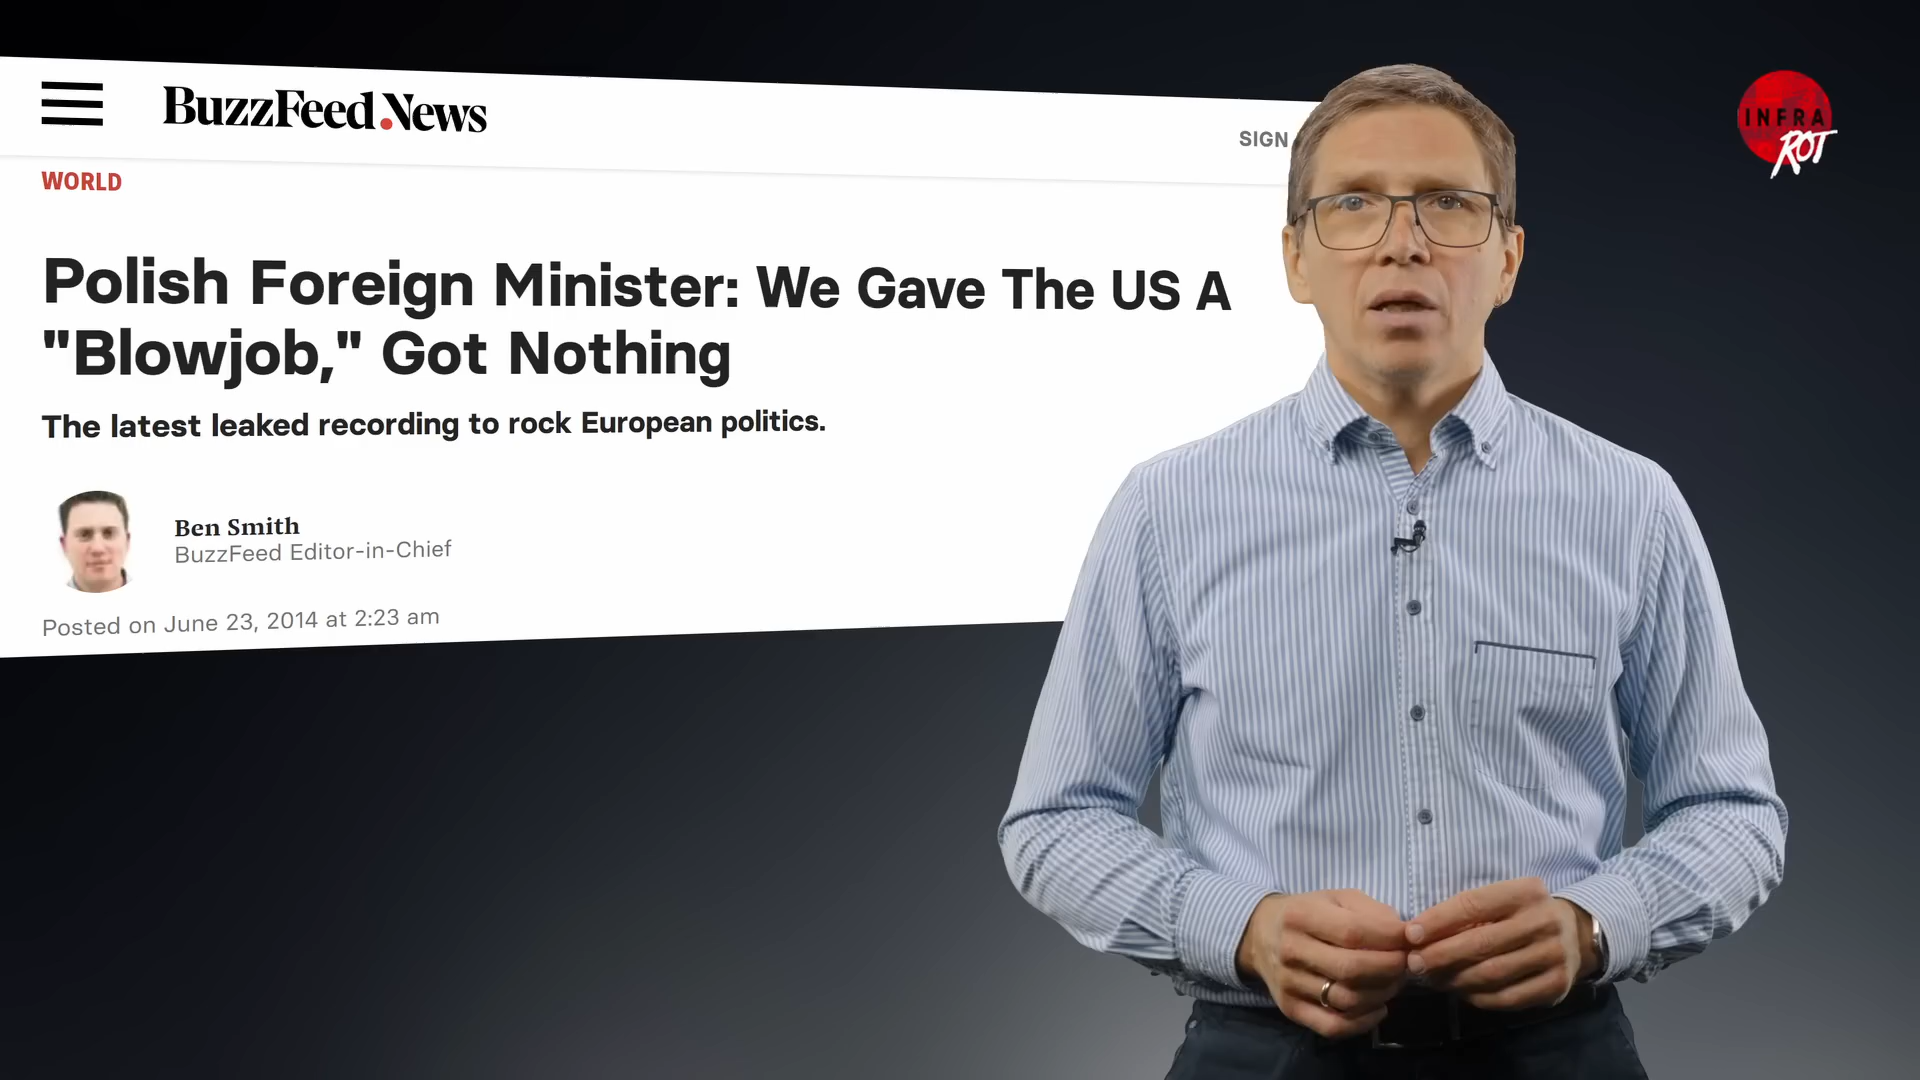 BuzzFeed News
SIGN
WORLD
Polish Foreign Minister: We Gave The US A
"Blowjob," Got Nothing
The latest leaked recording to rock European politics.
Ben Smith
BuzzFeed Editor-in-Chief
Posted on June 23, 2014 at 2:23 am
INFRA
ROT